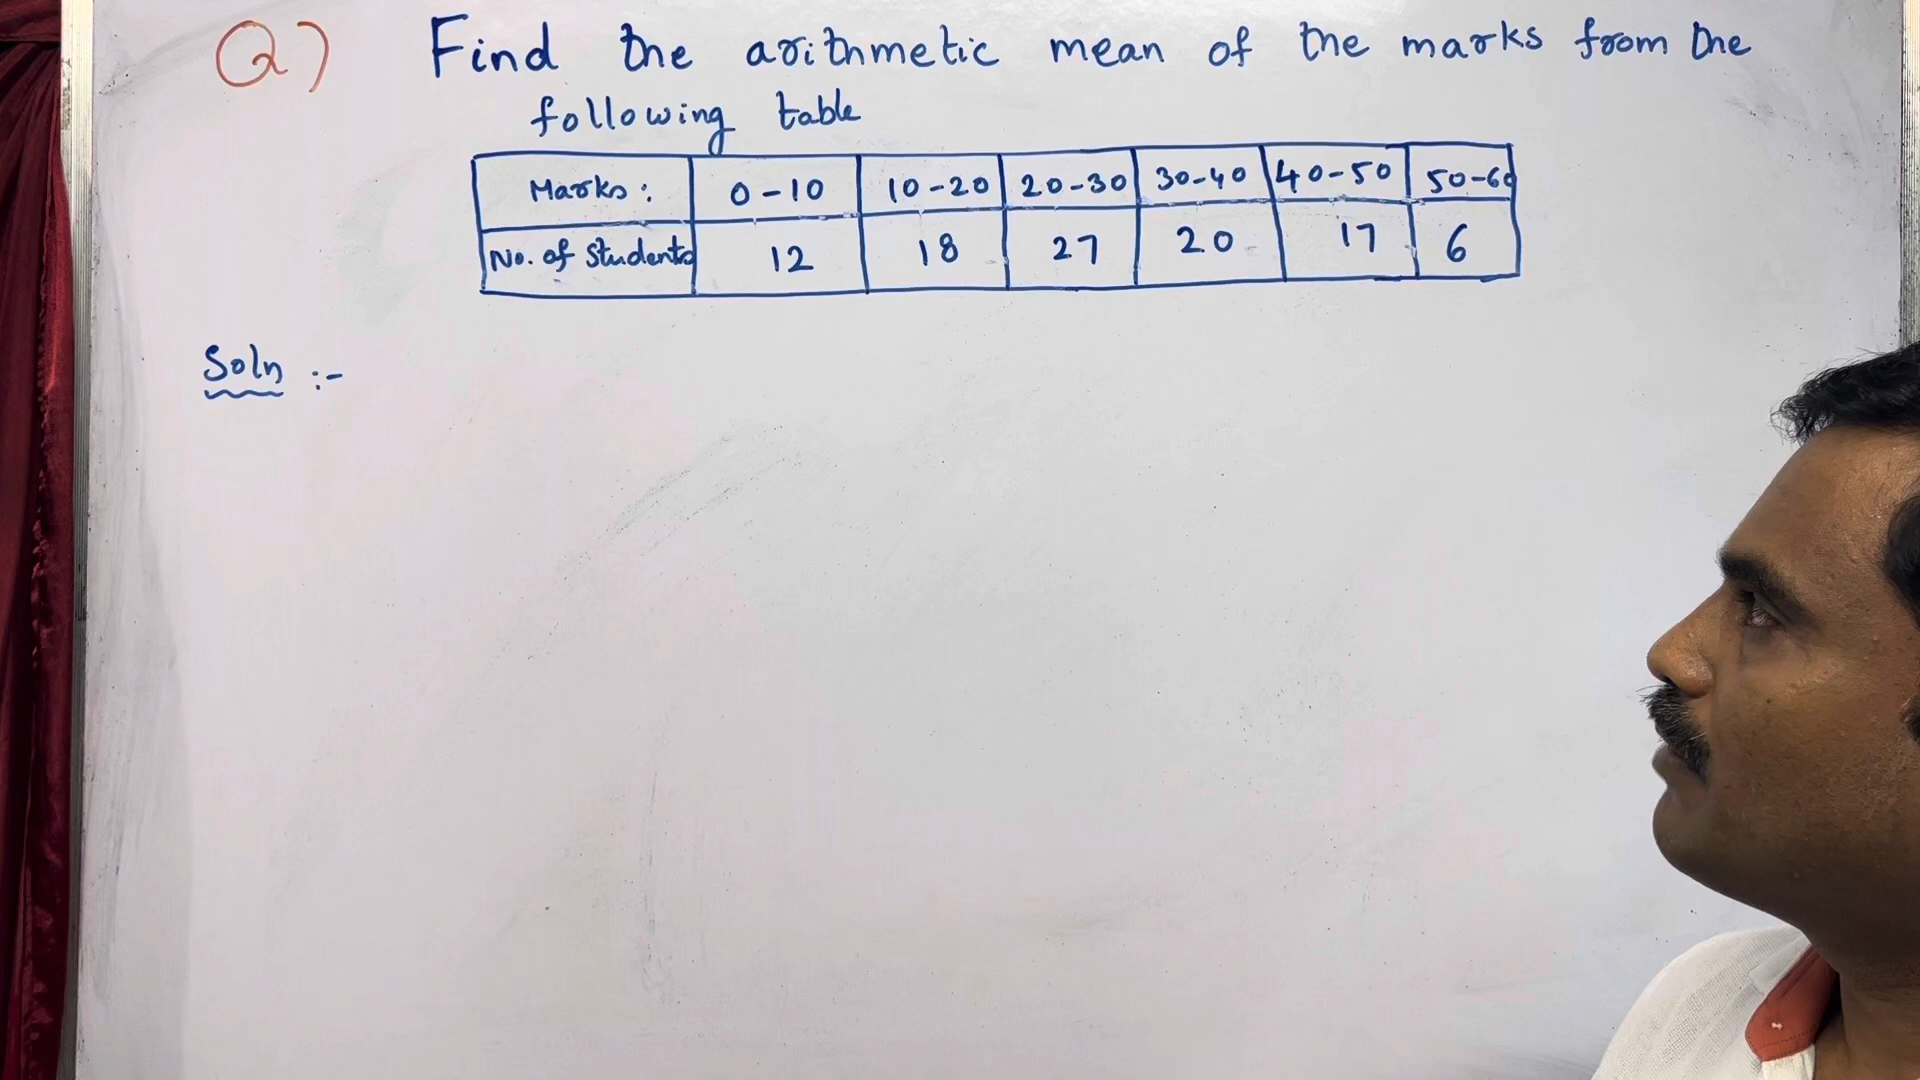 Q) Find the arithmetic mean of the marks from the
following table
Marks: 0-10 10-20 20-30 30-40 40-50 50-60
No. of Students 12 18 27 20 17 6
Soln :-